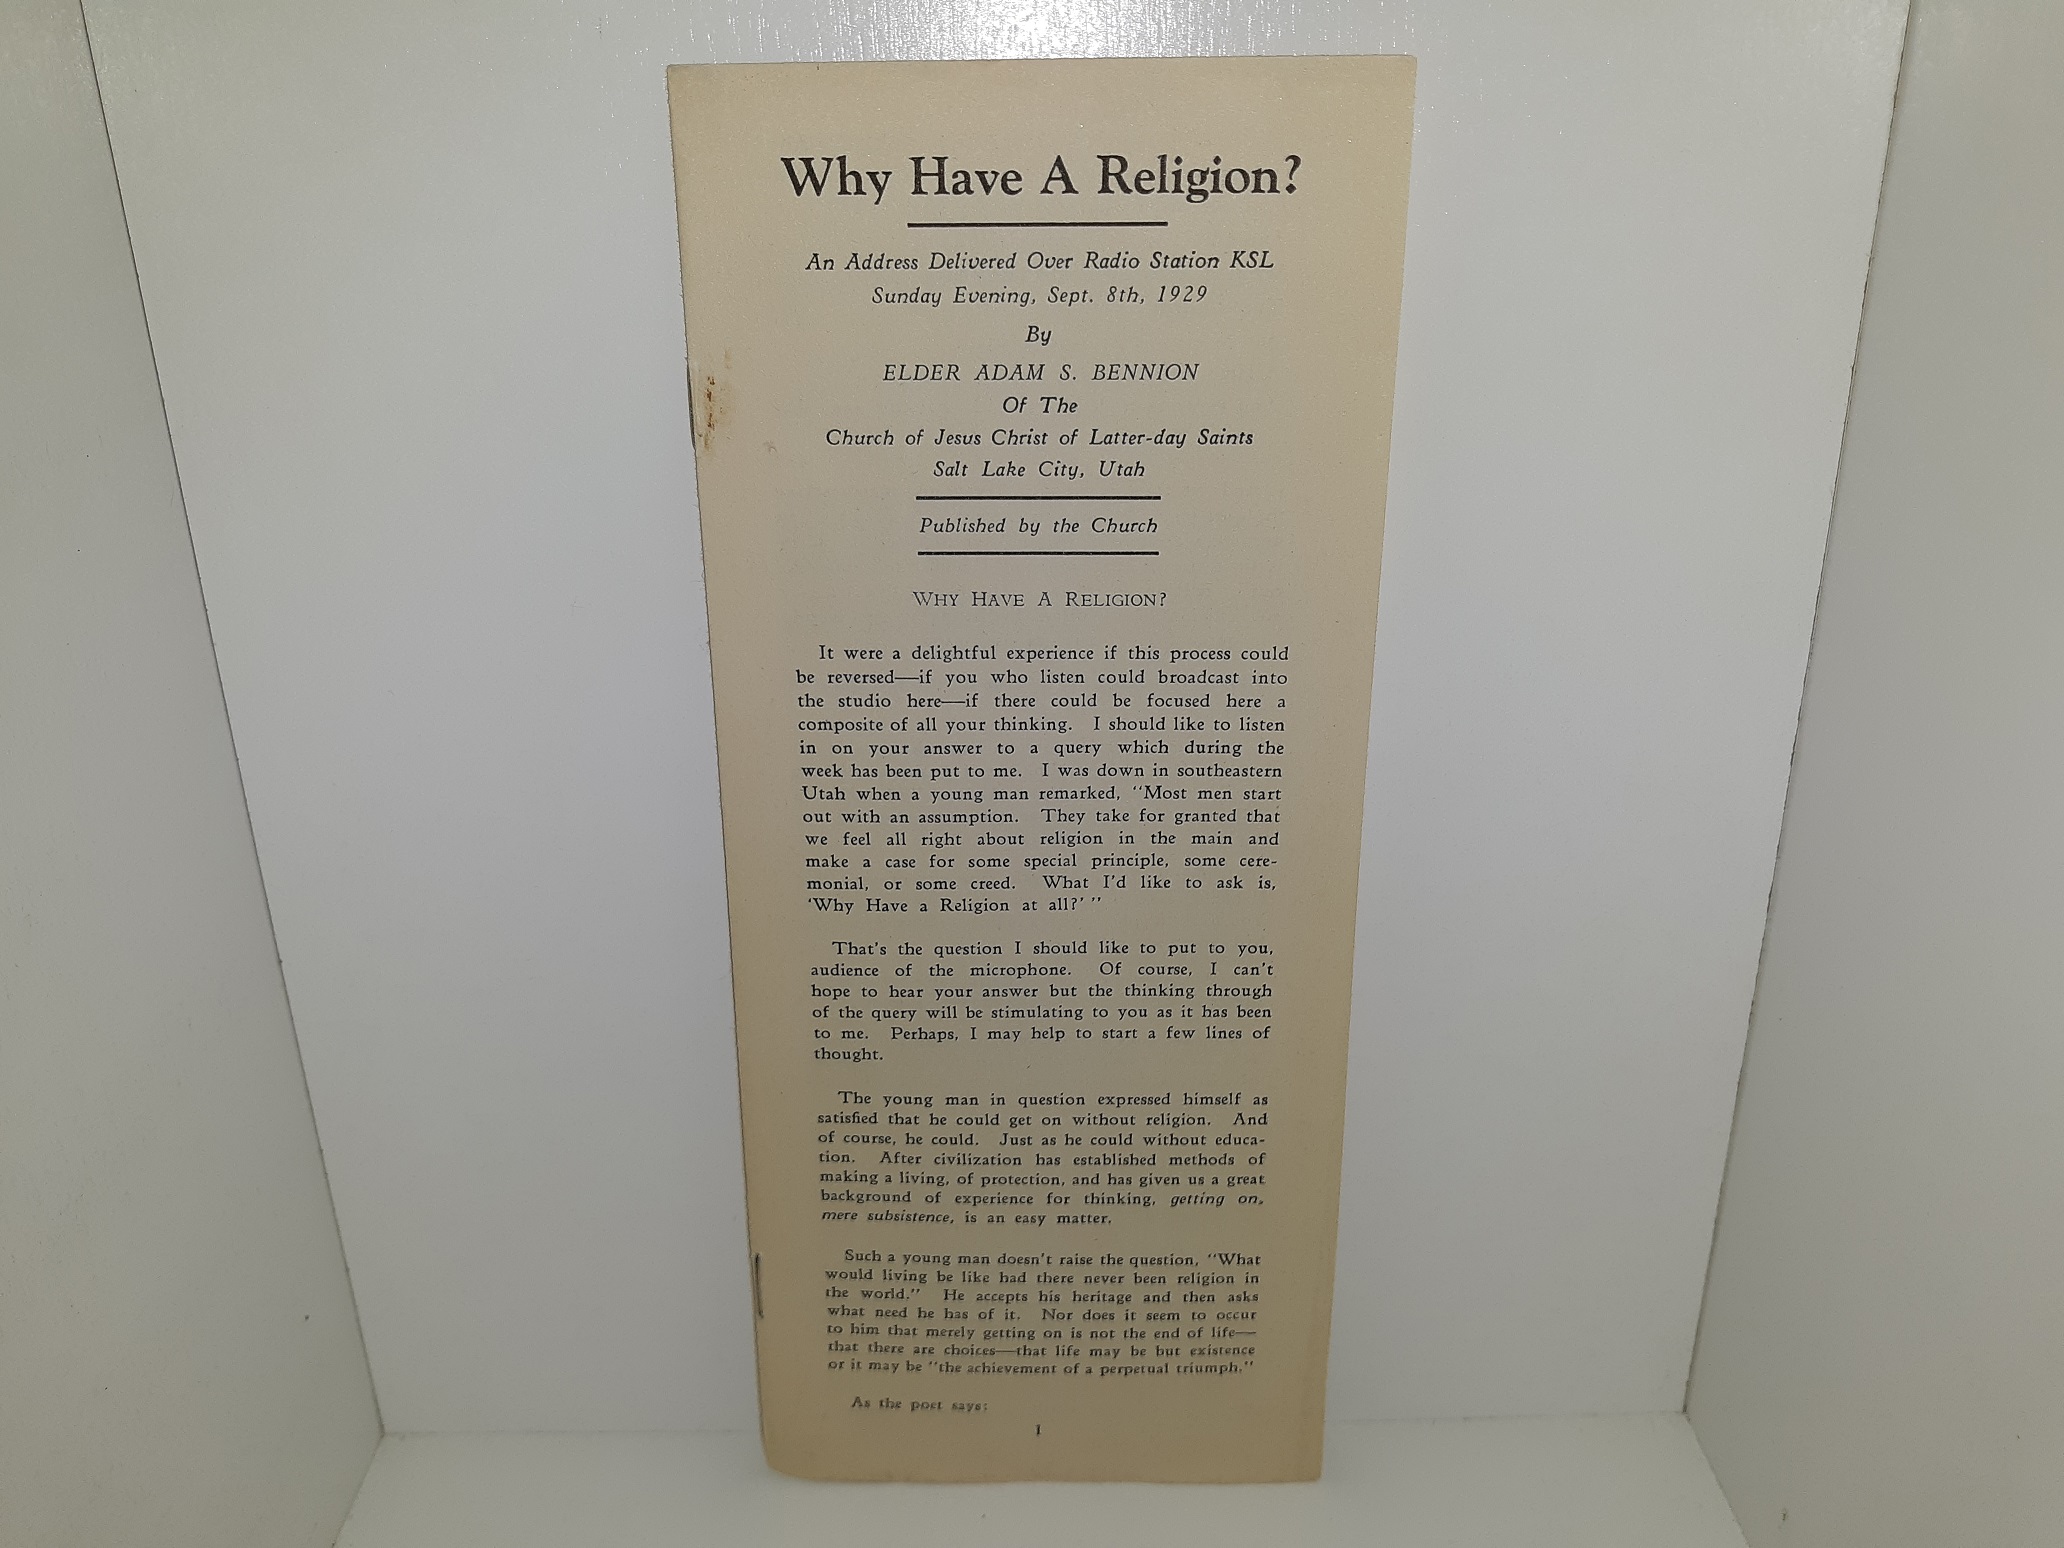 Why Have A Religion?
An Address Delivered Over Radio Station KSL
Sunday Evening, Sept. 8th, 1929
By
ELDER ADAM S. BENNION
Of The
Church of Jesus Christ of Latter-day Saints
Salt Lake City, Utah
Published by the Church
WHY HAVE A RELIGION?
It were a delightful experience if this process could
be reversed—if you who listen could broadcast into
the studio here—if there could be focused here a
composite of all your thinking. I should like to listen
in on your answer to a query which during the
week has been put to me. I was down in southeastern
Utah when a young man remarked, "Most men start
out with an assumption. They take for granted that
we feel all right about religion in the main and
make a case for some special principle, some cere-
monial, or some creed. What I'd like to ask is,
'Why Have a Religion at all?' "
That's the question I should like to put to you,
audience of the microphone. Of course, I can't
hope to hear your answer but the thinking through
of the query will be stimulating to you as it has been
to me. Perhaps, I may help to start a few lines of
thought.
The young man in question expressed himself as
satisfied that he could get on without religion. And
of course, he could. Just as he could without educa-
tion. After civilization has established methods of
making a living, of protection, and has given us a great
background of experience for thinking, getting on,
mere subsistence, is an easy matter.
Such a young man doesn't raise the question, "What
would living be like had there never been religion in
the world." He accepts his heritage and then asks
what need he has of it. Nor does it seem to occur
to him that merely getting on is not the end of life—
that there are choices—that life may be but existence
or it may be "the achievement of a perpetual triumph."
As the poet says:
1